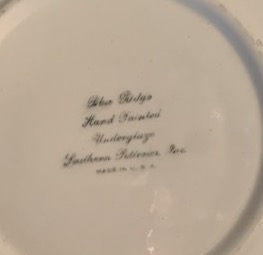 Blue Ridge
Hand Painted
Underglaze
Southern Potteries, Inc.
MADE IN U.S.A.